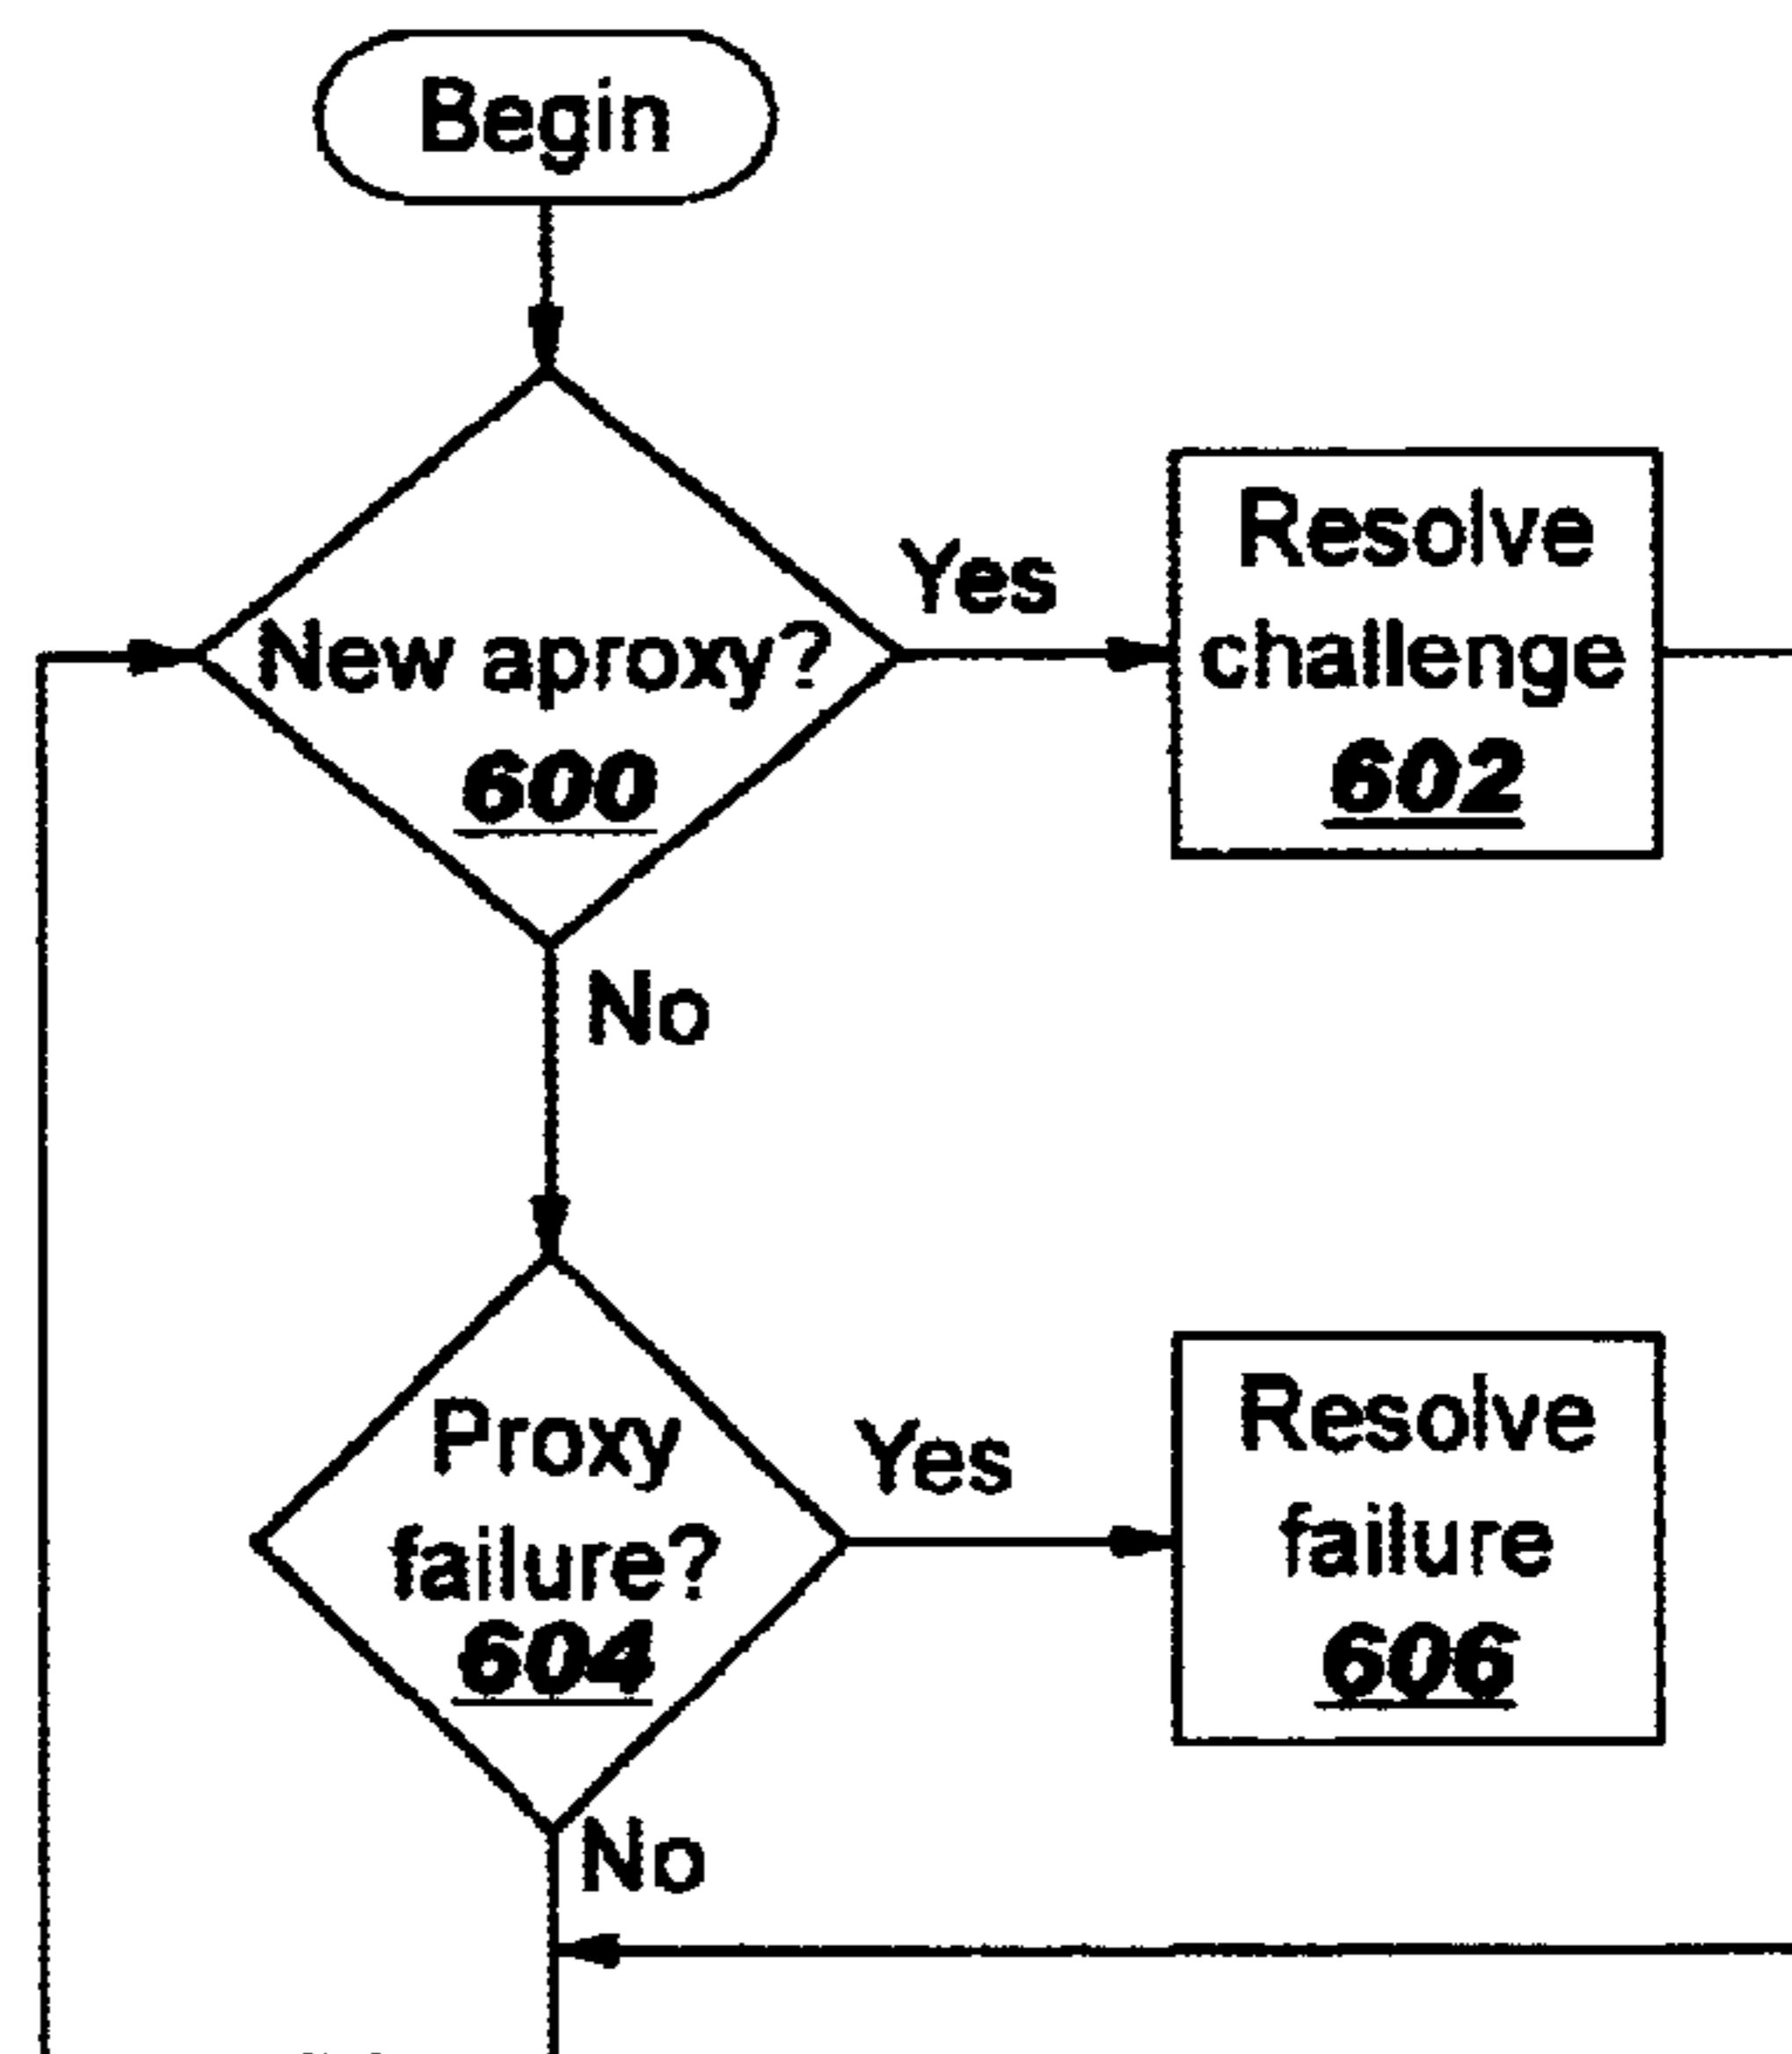 Begin
New aproxy?
600
Yes
Resolve
challenge
602
No
Proxy
failure?
604
Yes
Resolve
failure
606
No